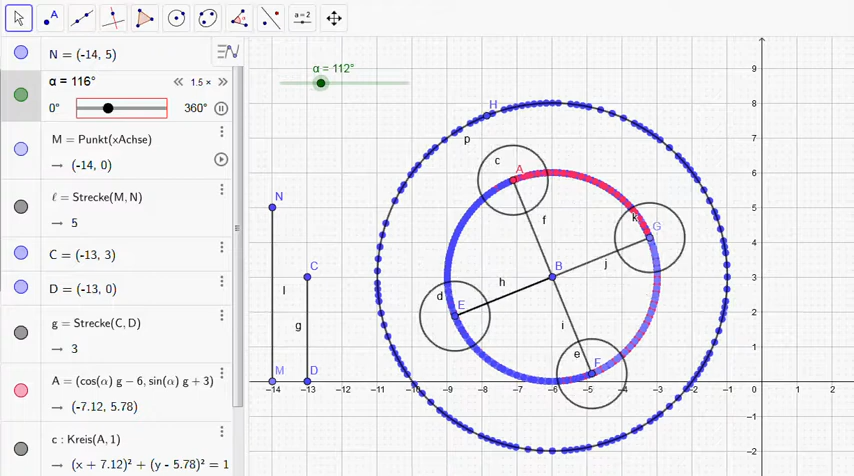 a = 2
N = (-14, 5)
α = 116°
1.5 ×
0°
360°
M = Punkt(xAchse)
→ (-14, 0)
ℓ = Strecke(M, N)
→ 5
C = (-13, 3)
D = (-13, 0)
g = Strecke(C, D)
→ 3
A = (cos(α) g − 6, sin(α) g + 3)
→ (-7.12, 5.78)
c : Kreis(A, 1)
→ (x + 7.12)² + (y - 5.78)² = 1
α = 112°
9
H
8
p
7
c
A
6
N
f
k
G
5
4
C
B
j
3
l
h
d
E
2
g
i
e
F
1
M
D
−14
−13
−12
−11
−10
−9
−8
−7
−6
−5
−4
−3
−2
−1
0
1
2
−1
−2